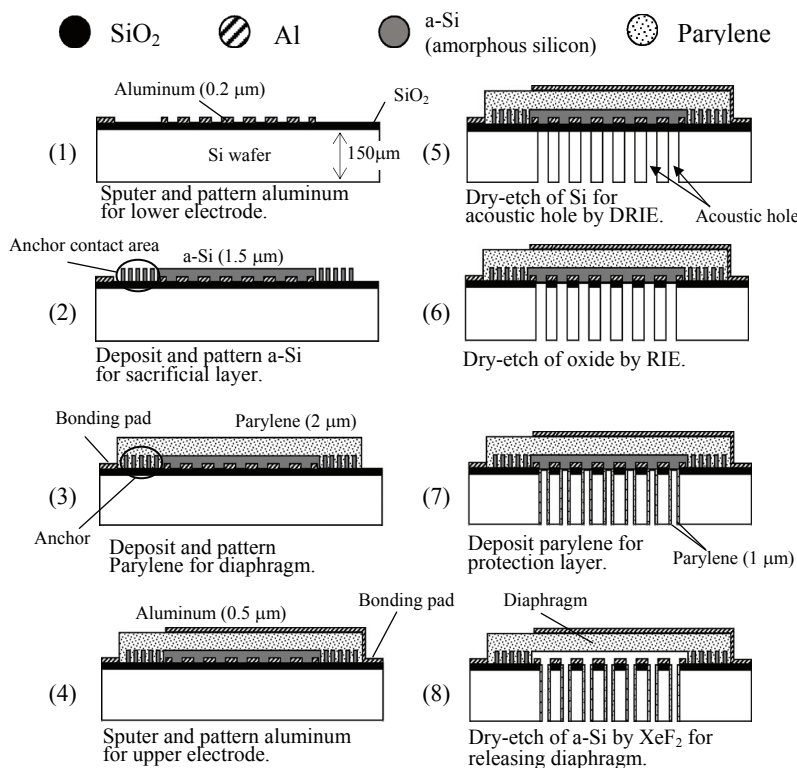 SiO2
Al
a-Si
(amorphous silicon)
Parylene
Aluminum (0.2 μm)
SiO2
(1)
Si wafer
150μm
Sputer and pattern aluminum
for lower electrode.
Anchor contact area
a-Si (1.5 μm)
(2)
Deposit and pattern a-Si
for sacrificial layer.
Bonding pad
Parylene (2 μm)
(3)
Anchor
Deposit and pattern
Parylene for diaphragm.
Aluminum (0.5 μm)
Bonding pad
(4)
Sputer and pattern aluminum
for upper electrode.
(5)
Dry-etch of Si for
acoustic hole by DRIE.
Acoustic hole
(6)
Dry-etch of oxide by RIE.
(7)
Deposit parylene for
protection layer.
Parylene (1 μm)
Diaphragm
(8)
Dry-etch of a-Si by XeF2 for
releasing diaphragm.